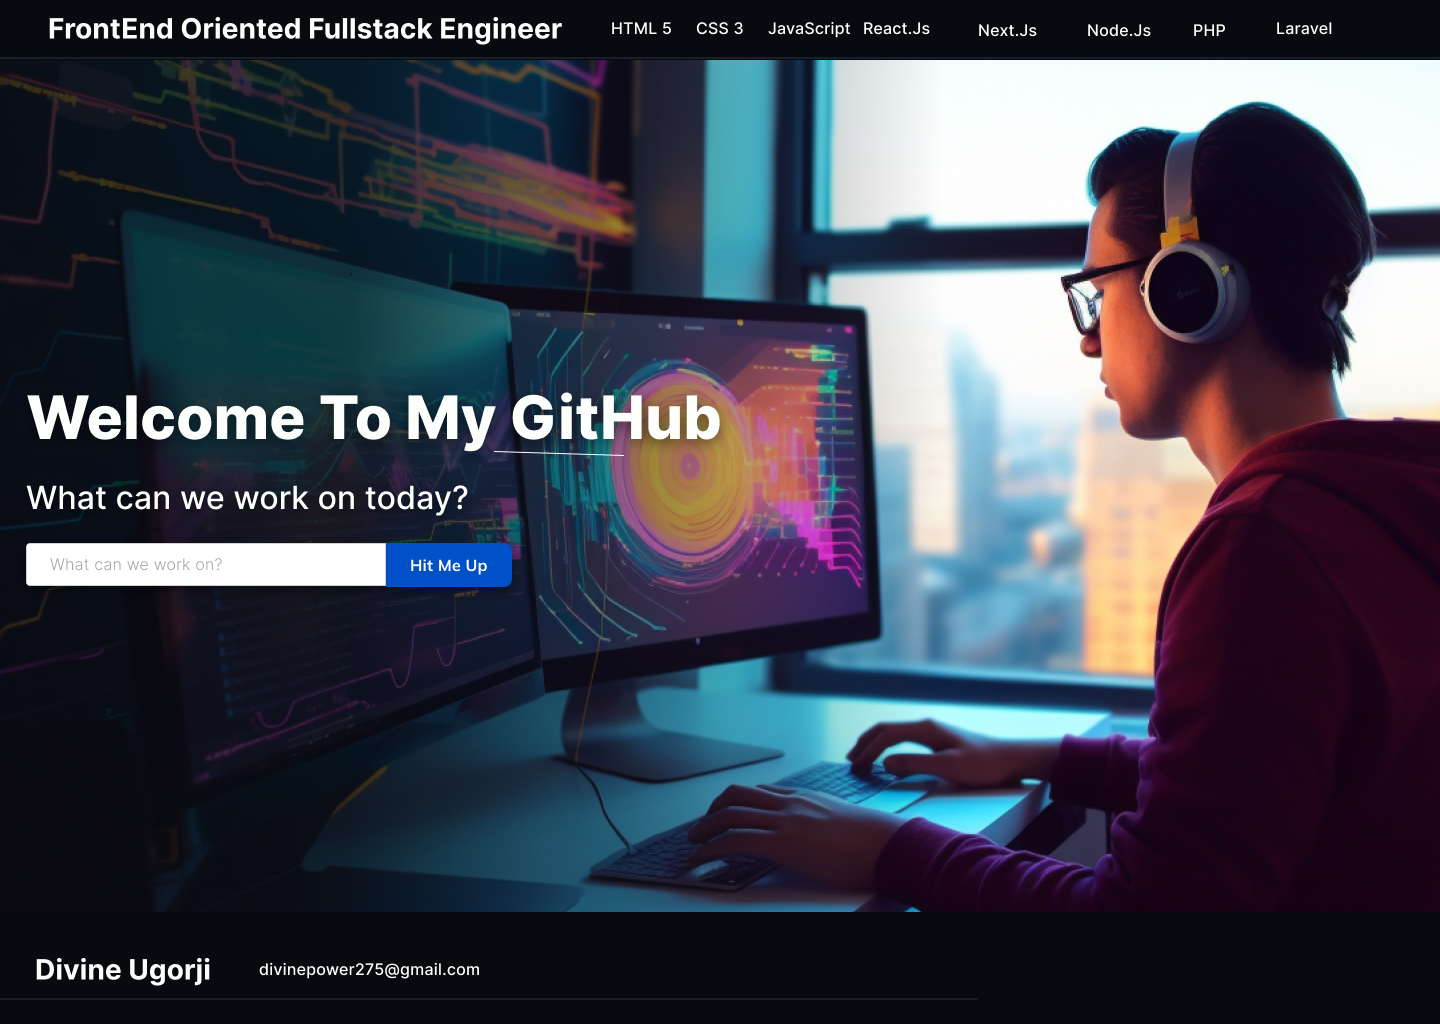 FrontEnd Oriented Fullstack Engineer HTML 5 CSS 3 JavaScript React.Js Next.Js Node.Js PHP Laravel
Welcome To My GitHub
What can we work on today?
What can we work on? Hit Me Up
Divine Ugorji divinepower275@gmail.com